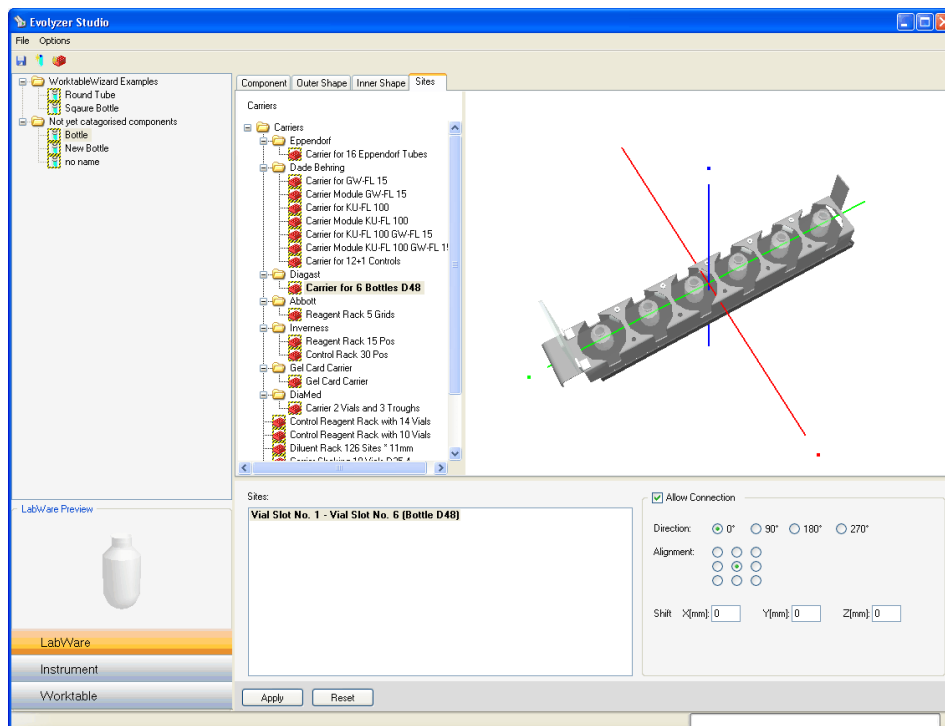 Evolyzer Studio
File Options
WorktableWizard Examples
Round Tube
Sqaure Bottle
Not yet catagorised components
Bottle
New Bottle
no name
Component Outer Shape Inner Shape Sites
Carriers
Carriers
Eppendorf
Carrier for 16 Eppendorf Tubes
Dade Behring
Carrier for GW-FL 15
Carrier Module GW-FL 15
Carrier for KU-FL 100
Carrier Module KU-FL 100
Carrier for KU-FL 100 GW-FL 15
Carrier Module KU-FL 100 GW-FL 1
Carrier for 12+1 Controls
Diagast
Carrier for 6 Bottles D48
Abbott
Reagent Rack 5 Grids
Inverness
Reagent Rack 15 Pos
Control Rack 30 Pos
Gel Card Carrier
Gel Card Carrier
DiaMed
Carrier 2 Vials and 3 Troughs
Control Reagent Rack with 14 Vials
Control Reagent Rack with 10 Vials
Diluent Rack 126 Sites * 11mm
LabWare Preview
LabWare
Instrument
Worktable
Sites:
Vial Slot No. 1 - Vial Slot No. 6 (Bottle D48)
Allow Connection
Direction: 0° 90° 180° 270°
Alignment:
Shift X[mm]: 0 Y[mm]: 0 Z[mm]: 0
Apply Reset